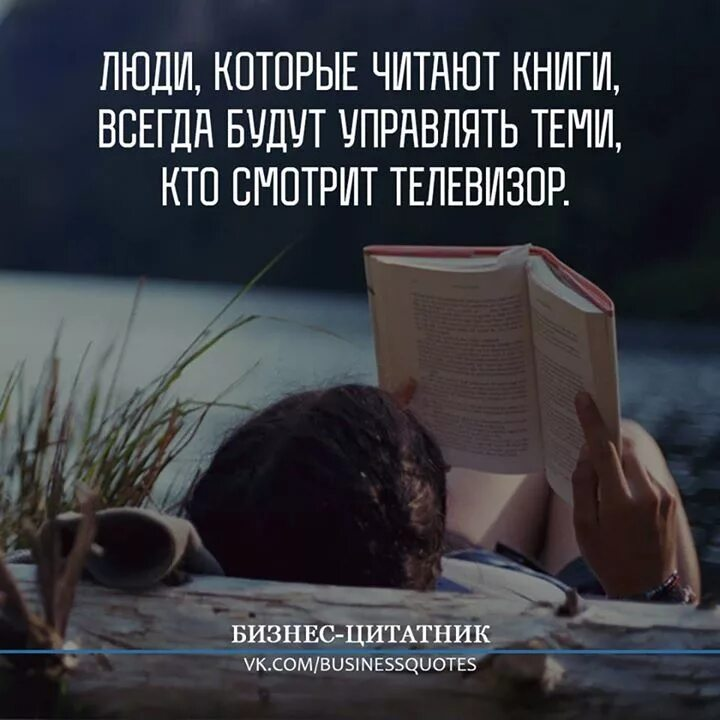 ЛЮДИ, КОТОРЫЕ ЧИТАЮТ КНИГИ,
ВСЕГДА БУДУТ УПРАВЛЯТЬ ТЕМИ,
КТО СМОТРИТ ТЕЛЕВИЗОР.
БИЗНЕС-ЦИТАТНИК
VK.COM/BUSINESSQUOTES